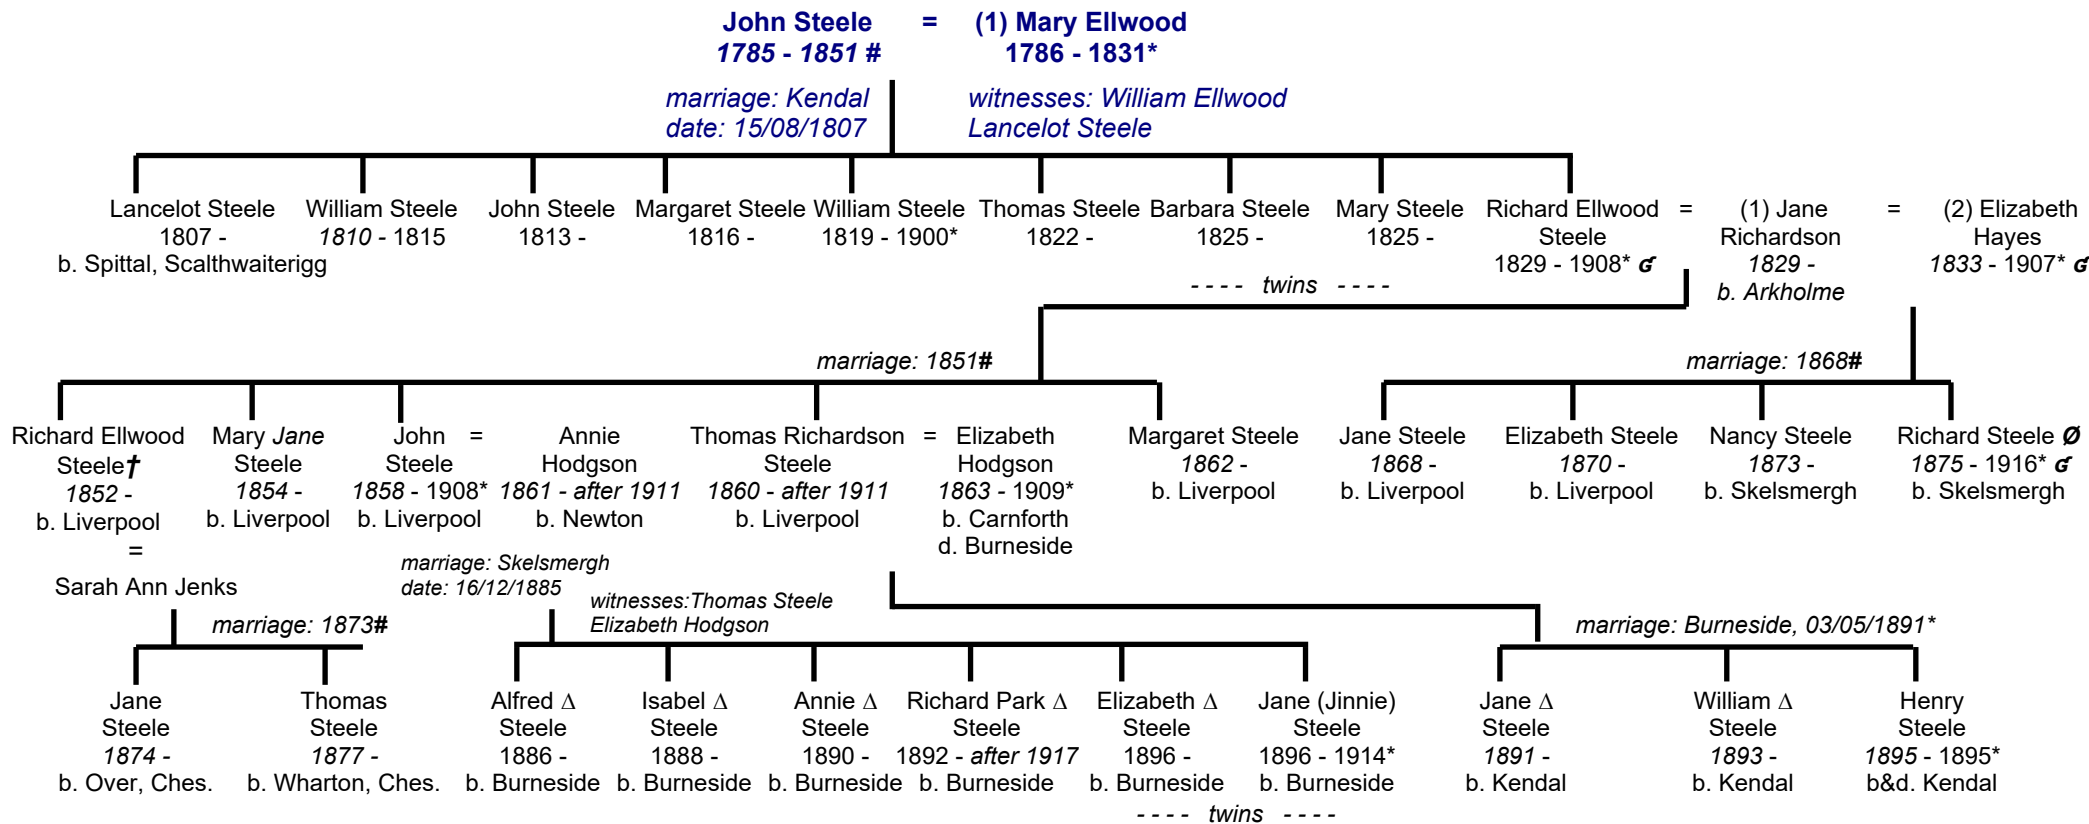 John Steele = (1) Mary Ellwood
1785 - 1851 # 1786 - 1831*
marriage: Kendal witnesses: William Ellwood
date: 15/08/1807 Lancelot Steele
Lancelot Steele William Steele John Steele Margaret Steele William Steele Thomas Steele Barbara Steele Mary Steele Richard Ellwood = (1) Jane = (2) Elizabeth
1807 - 1810 - 1815 1813 - 1816 - 1819 - 1900* 1822 - 1825 - 1825 - Steele Richardson Hayes
b. Spittal, Scalthwaiterigg 1829 - 1908* ɠ 1829 - 1833 - 1907* ɠ
- - - - twins - - - - b. Arkholme
marriage: 1851# marriage: 1868#
Richard Ellwood Mary Jane John = Annie Thomas Richardson = Elizabeth Margaret Steele Jane Steele Elizabeth Steele Nancy Steele Richard Steele Ø
Steele† Steele Steele Hodgson Steele Hodgson 1862 - 1868 - 1870 - 1873 - 1875 - 1916* ɠ
1852 - 1854 - 1858 - 1908* 1861 - after 1911 1860 - after 1911 1863 - 1909* b. Liverpool b. Liverpool b. Liverpool b. Skelsmergh b. Skelsmergh
b. Liverpool b. Liverpool b. Liverpool b. Newton b. Liverpool b. Carnforth
= d. Burneside
marriage: Skelsmergh
Sarah Ann Jenks date: 16/12/1885
witnesses:Thomas Steele
marriage: 1873# Elizabeth Hodgson marriage: Burneside, 03/05/1891*
Jane Thomas Alfred ∆ Isabel ∆ Annie ∆ Richard Park ∆ Elizabeth ∆ Jane (Jinnie) Jane ∆ William ∆ Henry
Steele Steele Steele Steele Steele Steele Steele Steele Steele Steele Steele
1874 - 1877 - 1886 - 1888 - 1890 - 1892 - after 1917 1896 - 1896 - 1914* 1891 - 1893 - 1895 - 1895*
b. Over, Ches. b. Wharton, Ches. b. Burneside b. Burneside b. Burneside b. Burneside b. Burneside b. Burneside b. Kendal b. Kendal b&d. Kendal
- - - - twins - - - -